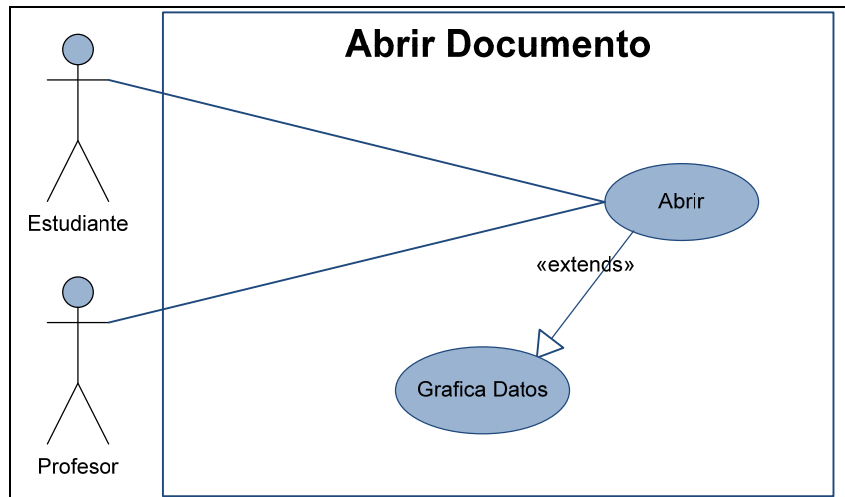 Abrir Documento
Estudiante
Abrir
«extends»
Grafica Datos
Profesor